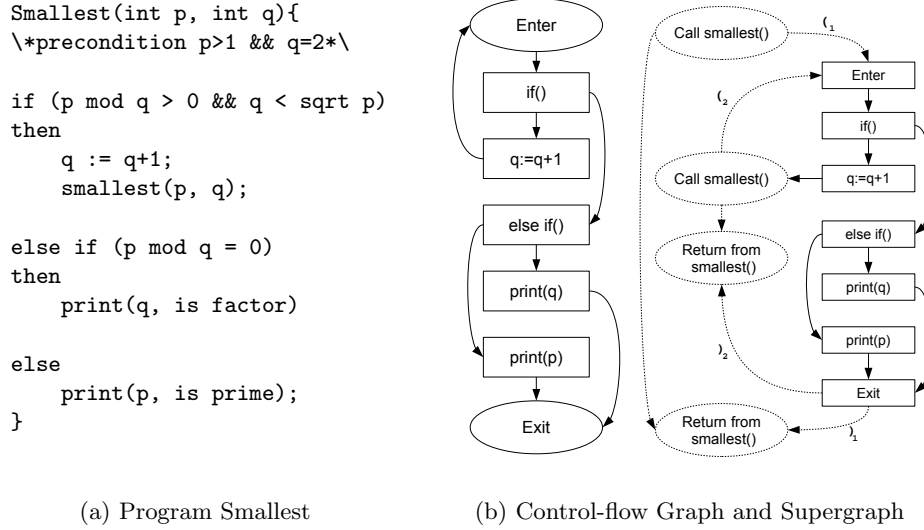 Smallest(int p, int q){
\*precondition p>1 && q=2*\
if (p mod q > 0 && q < sqrt p)
then
q := q+1;
smallest(p, q);
else if (p mod q = 0)
then
print(q, is factor)
else
print(p, is prime);
}
(a) Program Smallest
Enter
if()
q:=q+1
else if()
print(q)
print(p)
Exit
Call smallest()
(1
Enter
(2
if()
Call smallest()
q:=q+1
Return from
smallest()
else if()
print(q)
)2
print(p)
Exit
Return from
smallest()
)1
(b) Control-flow Graph and Supergraph